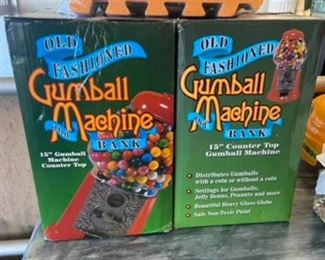 OLD
FASHIONED
Gumball
Machine
BANK
15" Gumball
Machine
Counter Top
OLD
FASHIONED
Gumball
Machine
BANK
15" Counter Top
Gumball Machine
• Distributes Gumballs
with a coin or without a coin
• Settings for Gumballs,
Jelly Beans, Peanuts and more
• Beautiful Heavy Glass Globe
• Safe Non-Toxic Paint